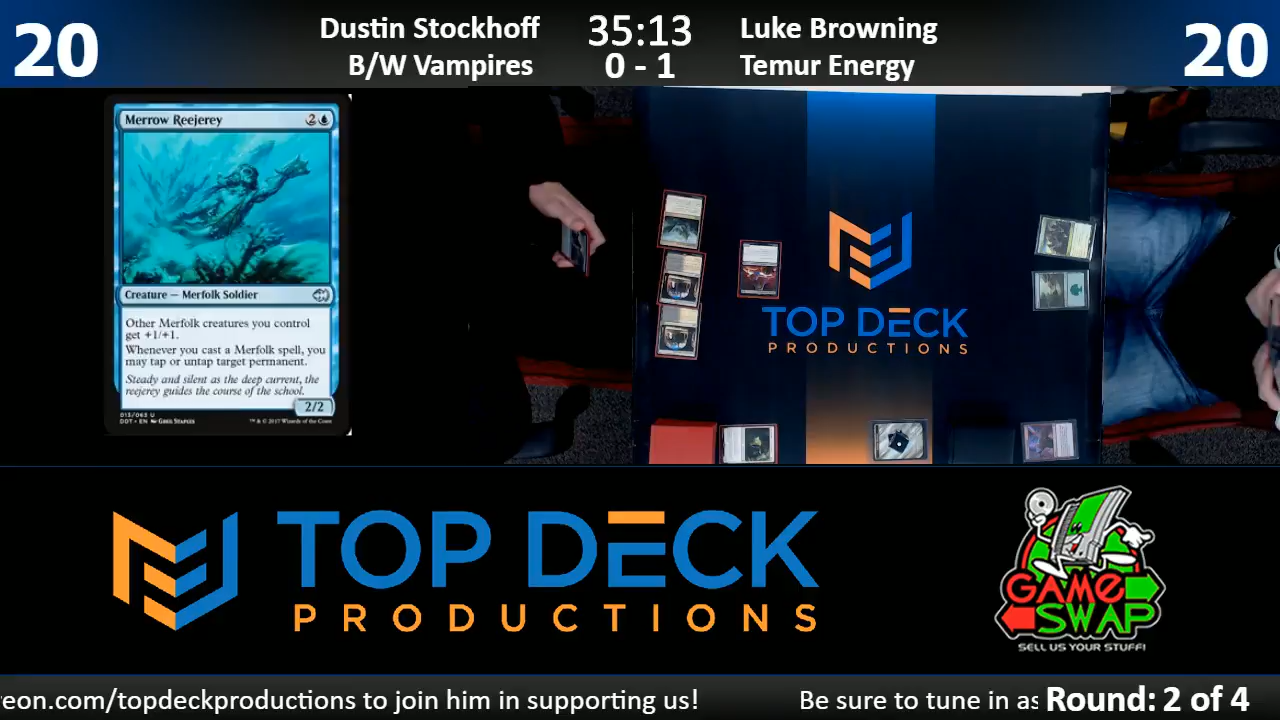 20
Dustin Stockhoff
B/W Vampires
35:13
0 - 1
Luke Browning
Temur Energy
20
Merrow Reejerey 2
Creature — Merfolk Soldier
Other Merfolk creatures you control
get +1/+1.
Whenever you cast a Merfolk spell, you
may tap or untap target permanent.
Steady and silent as the deep current, the
reejerey guides the course of the school.
2/2
TOP DECK
PRODUCTIONS
TOP DECK
PRODUCTIONS
GAME
SWAP
SELL US YOUR STUFF!
reon.com/topdeckproductions to join him in supporting us!
Be sure to tune in as
Round: 2 of 4